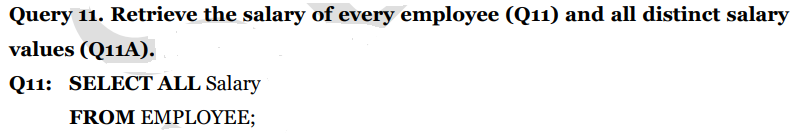 Query 11. Retrieve the salary of every employee (Q11) and all distinct salary
values (Q11A).
Q11: SELECT ALL Salary
FROM EMPLOYEE;